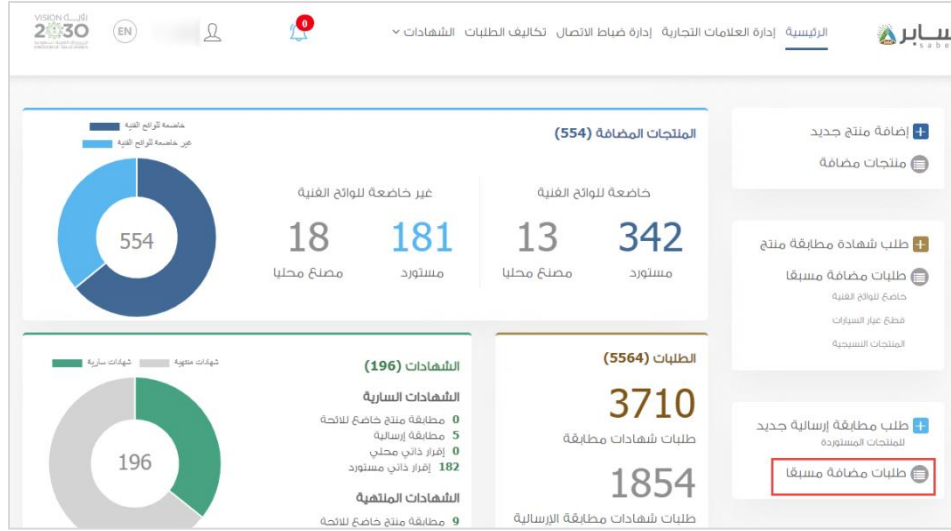 سابر
saber
الرئيسية
إدارة العلامات التجارية
إدارة ضباط الاتصال
تكاليف الطلبات
الشهادات
0
EN
VISION رؤية
2030
إضافة منتج جديد
منتجات مضافة
طلب شهادة مطابقة منتج
طلبات مضافة مسبقا
خاضع للوائح الفنية
قطع غيار السيارات
المنتجات النسيجية
طلب مطابقة إرسالية جديد
للمنتجات المستوردة
طلبات مضافة مسبقا
المنتجات المضافة (554)
خاضعة للوائح الفنية
342 13
مستورد مصنع محليا
غير خاضعة للوائح الفنية
181 18
مستورد مصنع محليا
خاضعة للوائح الفنية
غير خاضعة للوائح الفنية
554
الطلبات (5564)
3710
طلبات شهادات مطابقة
1854
طلبات شهادات مطابقة الإرسالية
الشهادات (196)
الشهادات السارية
0 مطابقة منتج خاضع للائحة
5 مطابقة إرسالية
0 إقرار ذاتي محلي
182 إقرار ذاتي مستورد
الشهادات المنتهية
9 مطابقة منتج خاضع للائحة
شهادات منتهية
شهادات سارية
196